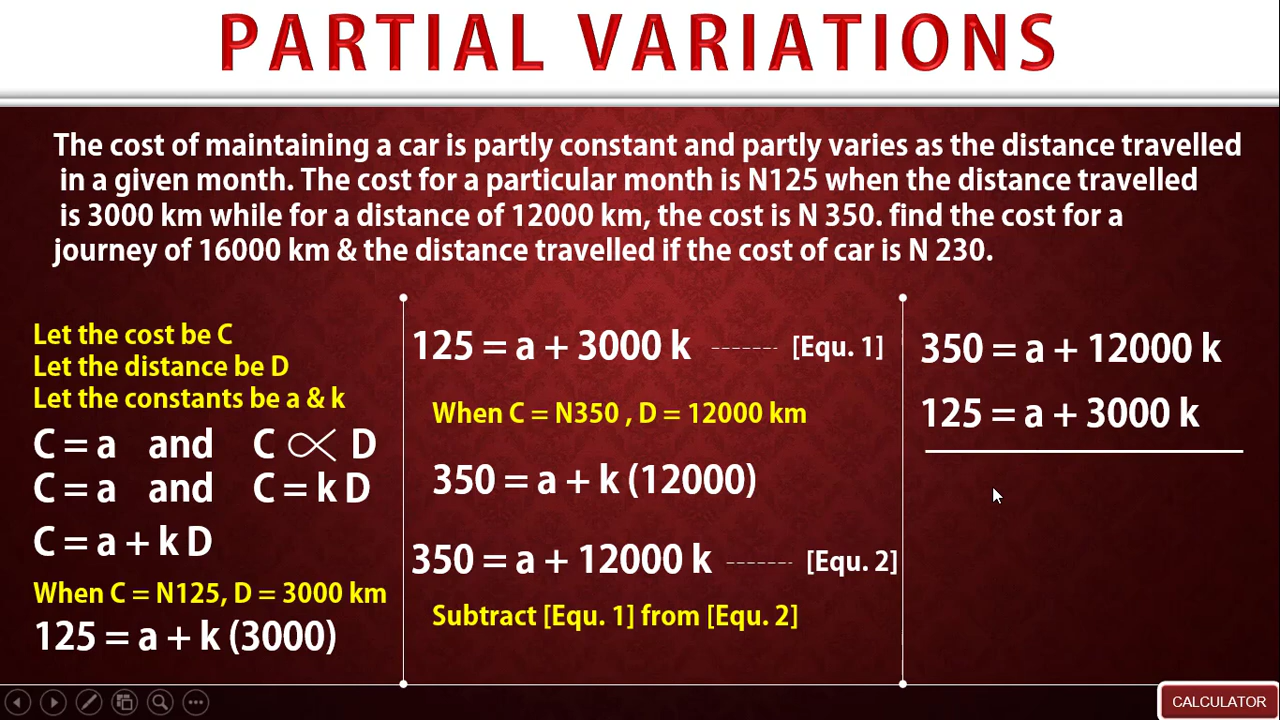 PARTIAL VARIATIONS
The cost of maintaining a car is partly constant and partly varies as the distance travelled
in a given month. The cost for a particular month is N125 when the distance travelled
is 3000 km while for a distance of 12000 km, the cost is N 350. find the cost for a
journey of 16000 km & the distance travelled if the cost of car is N 230.
Let the cost be C
Let the distance be D
Let the constants be a & k
C = a and C ∝ D
C = a and C = k D
C = a + k D
When C = N125, D = 3000 km
125 = a + k (3000)
125 = a + 3000 k ------- [Equ. 1]
When C = N350 , D = 12000 km
350 = a + k (12000)
350 = a + 12000 k ------- [Equ. 2]
Subtract [Equ. 1] from [Equ. 2]
350 = a + 12000 k
125 = a + 3000 k
CALCULATOR